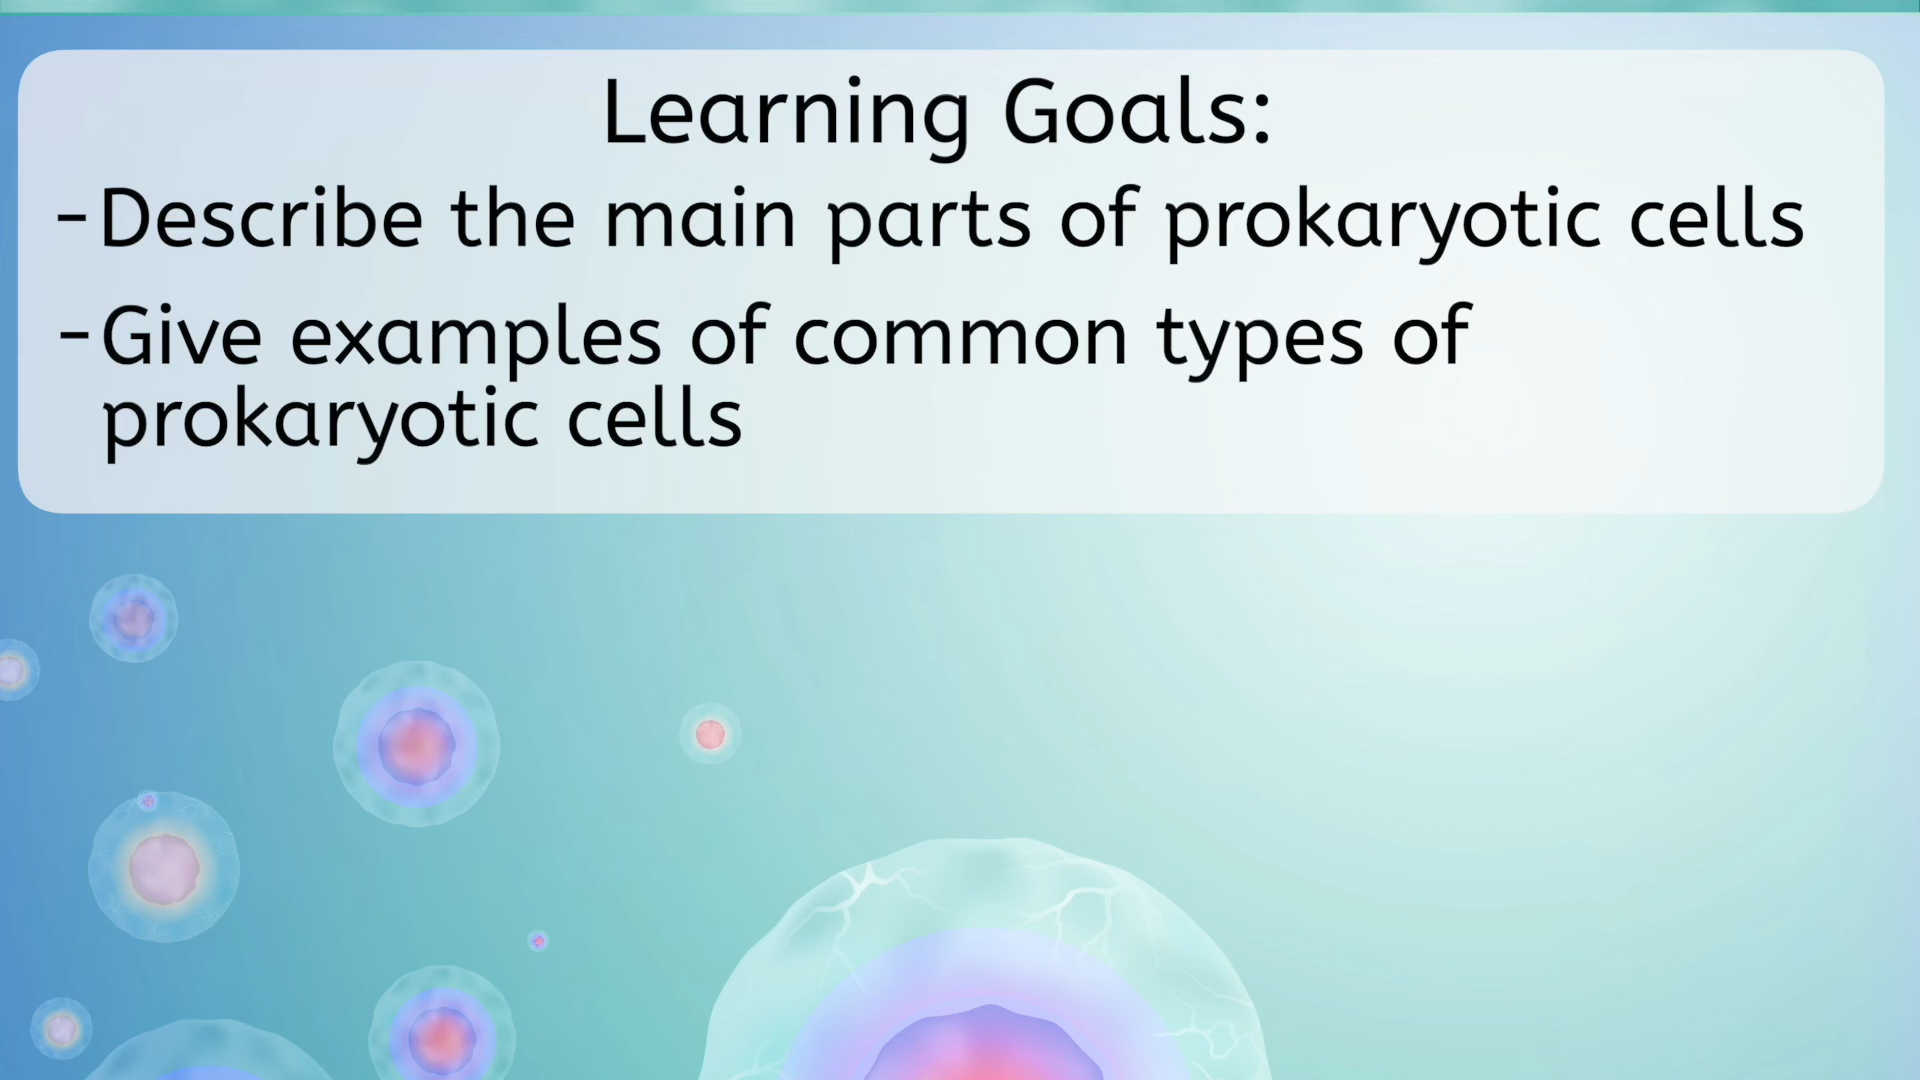 Learning Goals:
-Describe the main parts of prokaryotic cells
-Give examples of common types of
prokaryotic cells